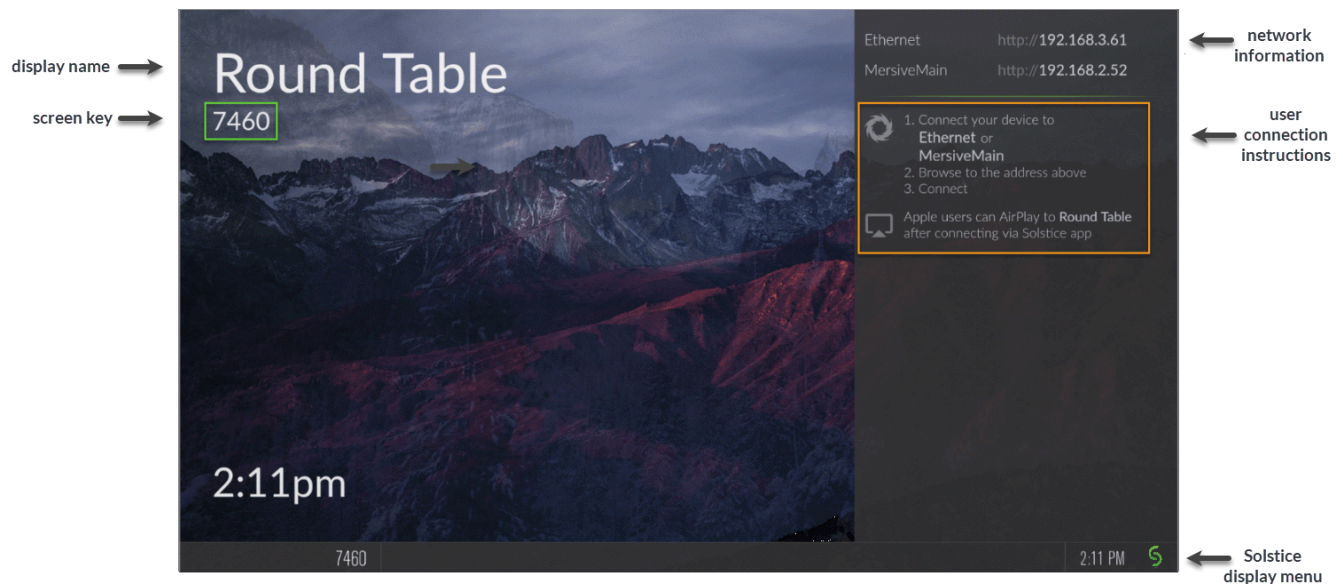 display name
screen key
Round Table
7460
2:11pm
Ethernet http://192.168.3.61
MersiveMain http://192.168.2.52
1. Connect your device to
Ethernet or
MersiveMain
2. Browse to the address above
3. Connect
Apple users can AirPlay to Round Table
after connecting via Solstice app
network
information
user
connection
instructions
7460
2:11 PM
Solstice
display menu